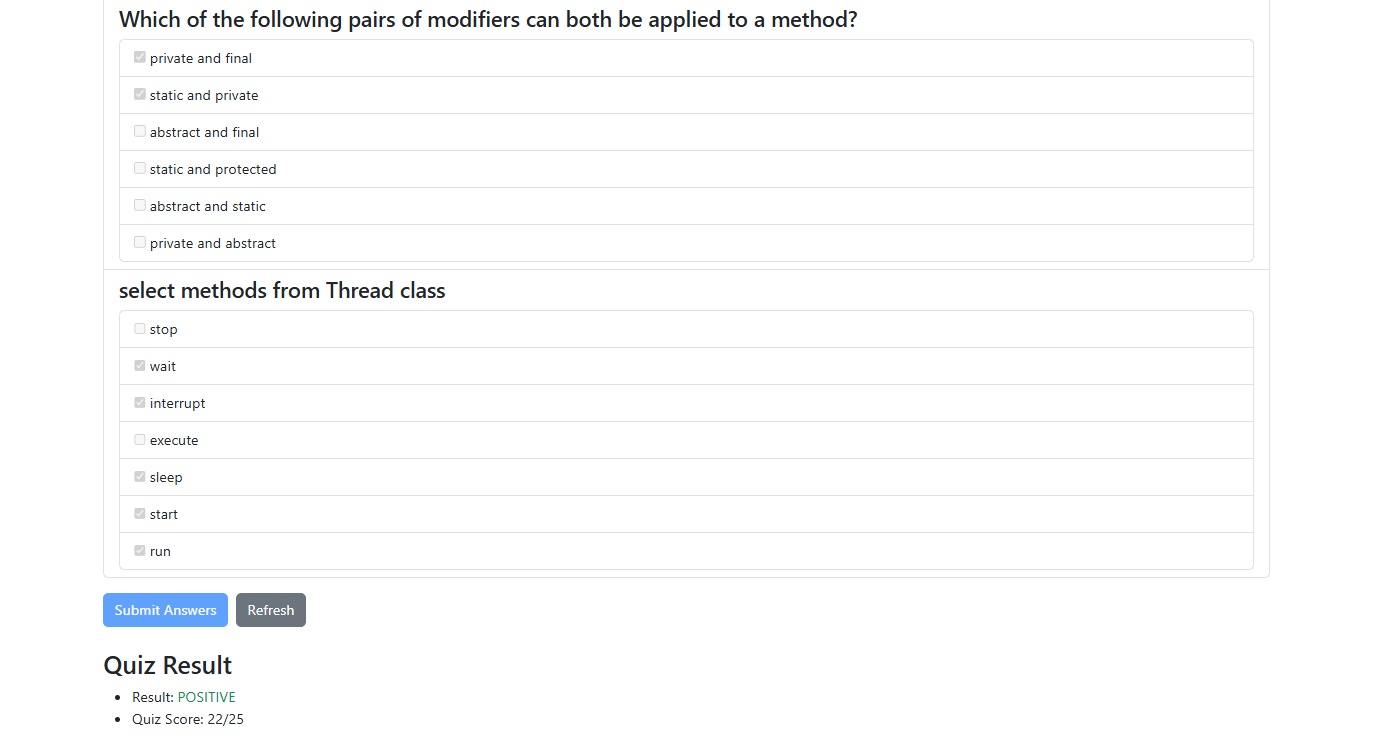 Which of the following pairs of modifiers can both be applied to a method?
private and final
static and private
abstract and final
static and protected
abstract and static
private and abstract
select methods from Thread class
stop
wait
interrupt
execute
sleep
start
run
Submit Answers Refresh
Quiz Result
Result: POSITIVE
Quiz Score: 22/25